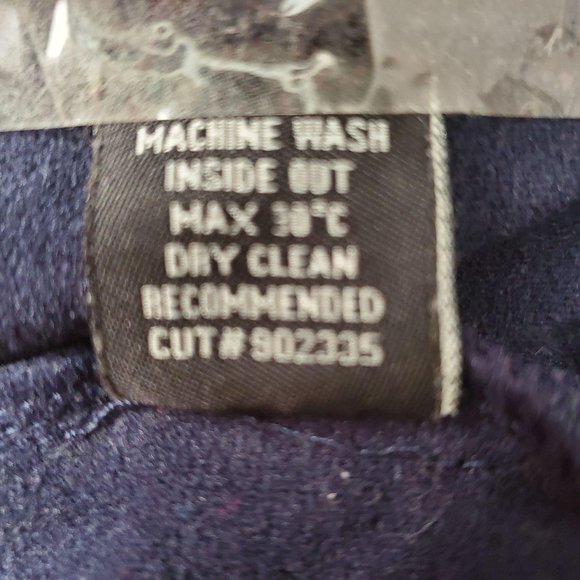 MACHINE WASH
INSIDE OUT
MAX 30°C
DRY CLEAN
RECOMMENDED
CUT# 902335